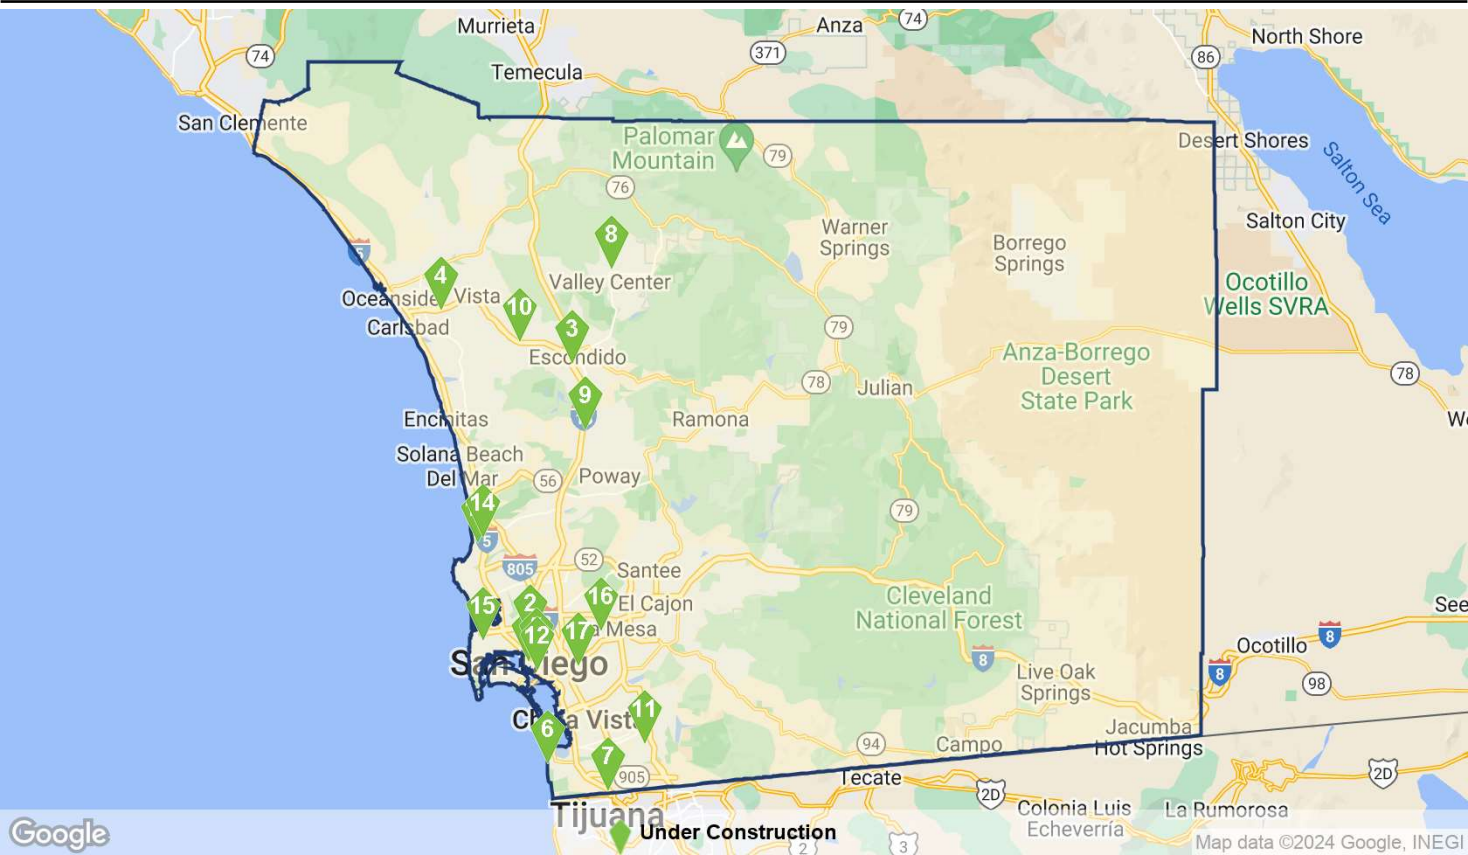 Murrieta
Anza
74
North Shore
74
371
86
Temecula
San Clemente
Palomar
Mountain
79
Desert Shores
Salton Sea
76
Salton City
8
Warner
Springs
Borrego
Springs
5
4
Valley Center
Ocotillo
Wells SVRA
Oceanside
Vista
10
Carlsbad
3
79
Escondido
Anza-Borrego
Desert
State Park
78
78
Julian
9
Encinitas
Ramona
Solana Beach
Del Mar
56
Poway
14
79
5
52
805
Santee
2
16
15
El Cajon
Cleveland
National Forest
See
12
17
a Mesa
8
Ocotillo
San Diego
8
8
Live Oak
Springs
98
11
Chula Vista
6
Jacumba
Hot Springs
94
Campo
7
905
Tecate
2D
2D
Tijuana
Colonia Luis
Echeverría
La Rumorosa
Under Construction
2
3
Google
Map data ©2024 Google, INEGI